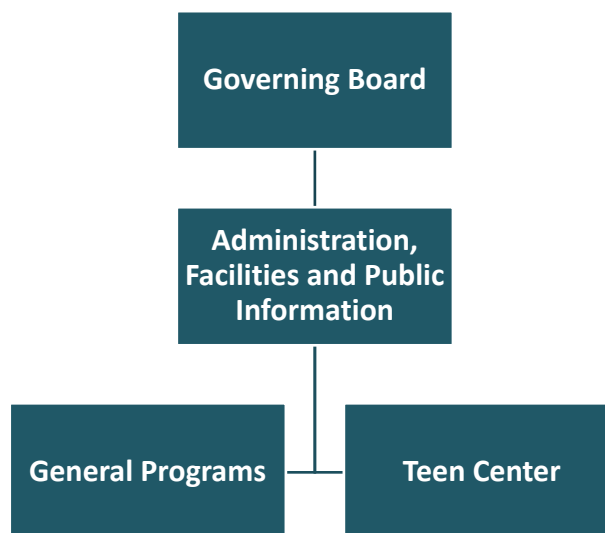 Governing Board
Administration,
Facilities and Public
Information
General Programs
Teen Center